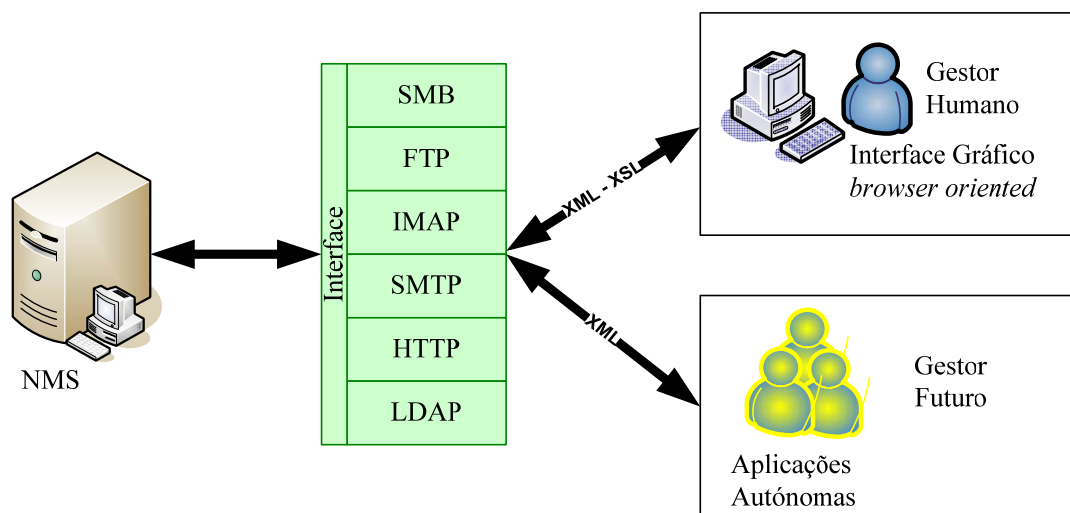 NMS
Interface
SMB
FTP
IMAP
SMTP
HTTP
LDAP
XML - XSL
XML
Gestor
Humano
Interface Gráfico
browser oriented
Gestor
Futuro
Aplicações
Autónomas